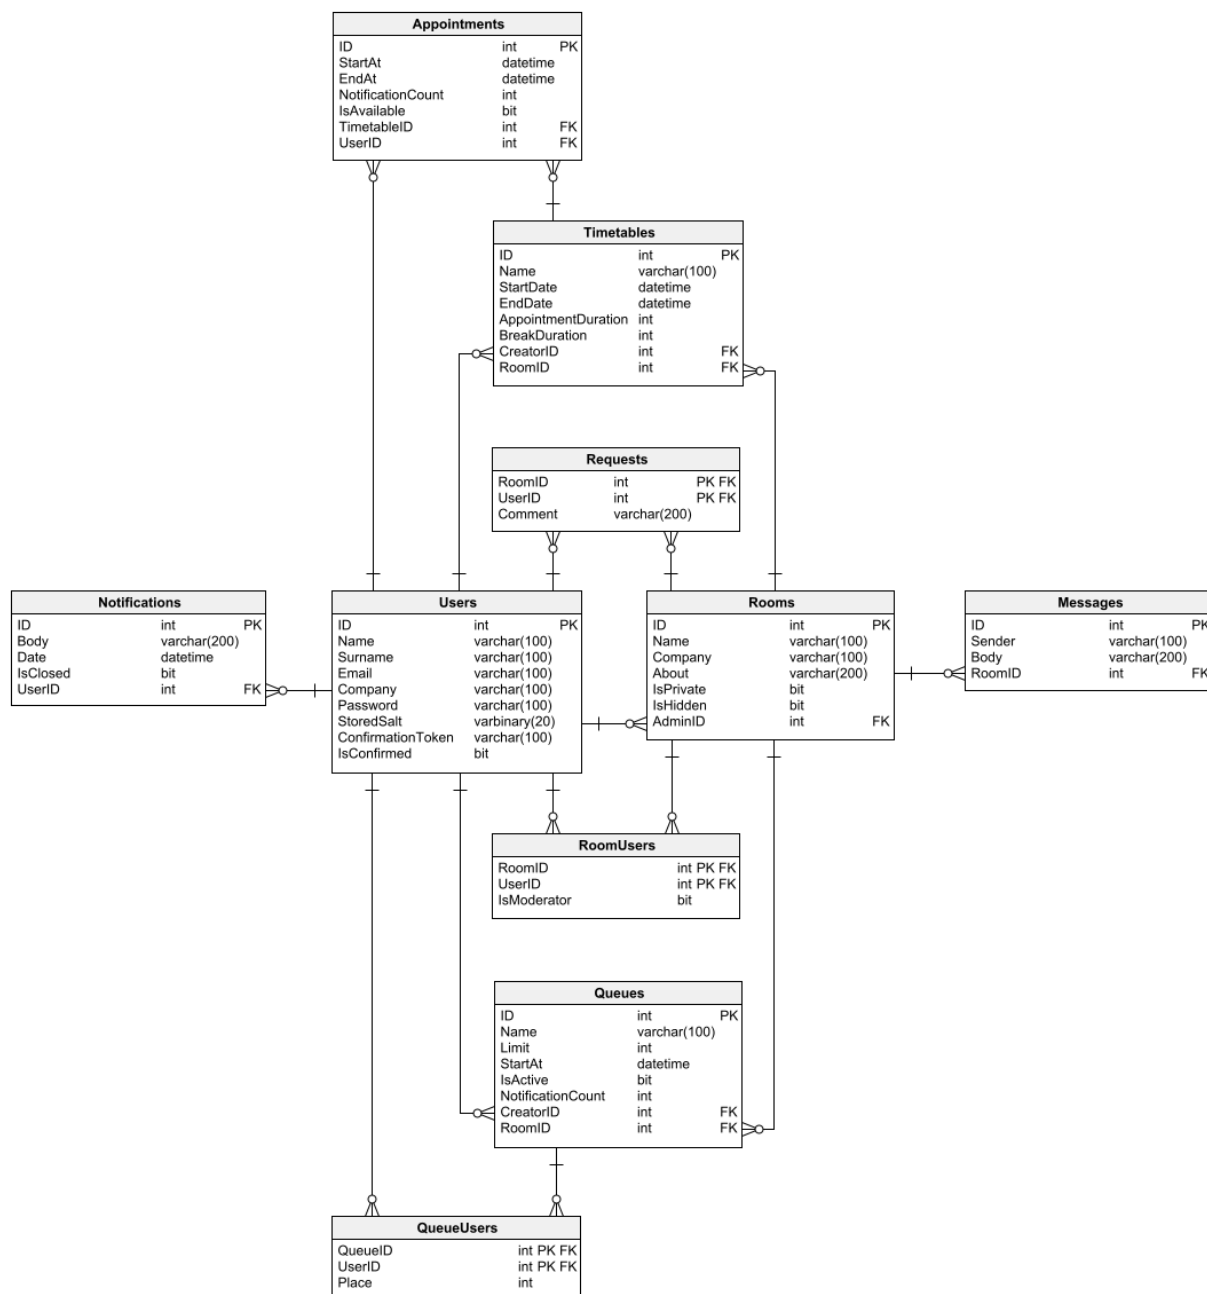 Appointments
ID int PK
StartAt datetime
EndAt datetime
NotificationCount int
IsAvailable bit
TimetableID int FK
UserID int FK
Timetables
ID int PK
Name varchar(100)
StartDate datetime
EndDate datetime
AppointmentDuration int
BreakDuration int
CreatorID int FK
RoomID int FK
Requests
RoomID int PK FK
UserID int PK FK
Comment varchar(200)
Notifications
ID int PK
Body varchar(200)
Date datetime
IsClosed bit
UserID int FK
Users
ID int PK
Name varchar(100)
Surname varchar(100)
Email varchar(100)
Company varchar(100)
Password varchar(100)
StoredSalt varbinary(20)
ConfirmationToken varchar(100)
IsConfirmed bit
Rooms
ID int PK
Name varchar(100)
Company varchar(100)
About varchar(200)
IsPrivate bit
IsHidden bit
AdminID int FK
Messages
ID int PK
Sender varchar(100)
Body varchar(200)
RoomID int FK
RoomUsers
RoomID int PK FK
UserID int PK FK
IsModerator bit
Queues
ID int PK
Name varchar(100)
Limit int
StartAt datetime
IsActive bit
NotificationCount int
CreatorID int FK
RoomID int FK
QueueUsers
QueueID int PK FK
UserID int PK FK
Place int